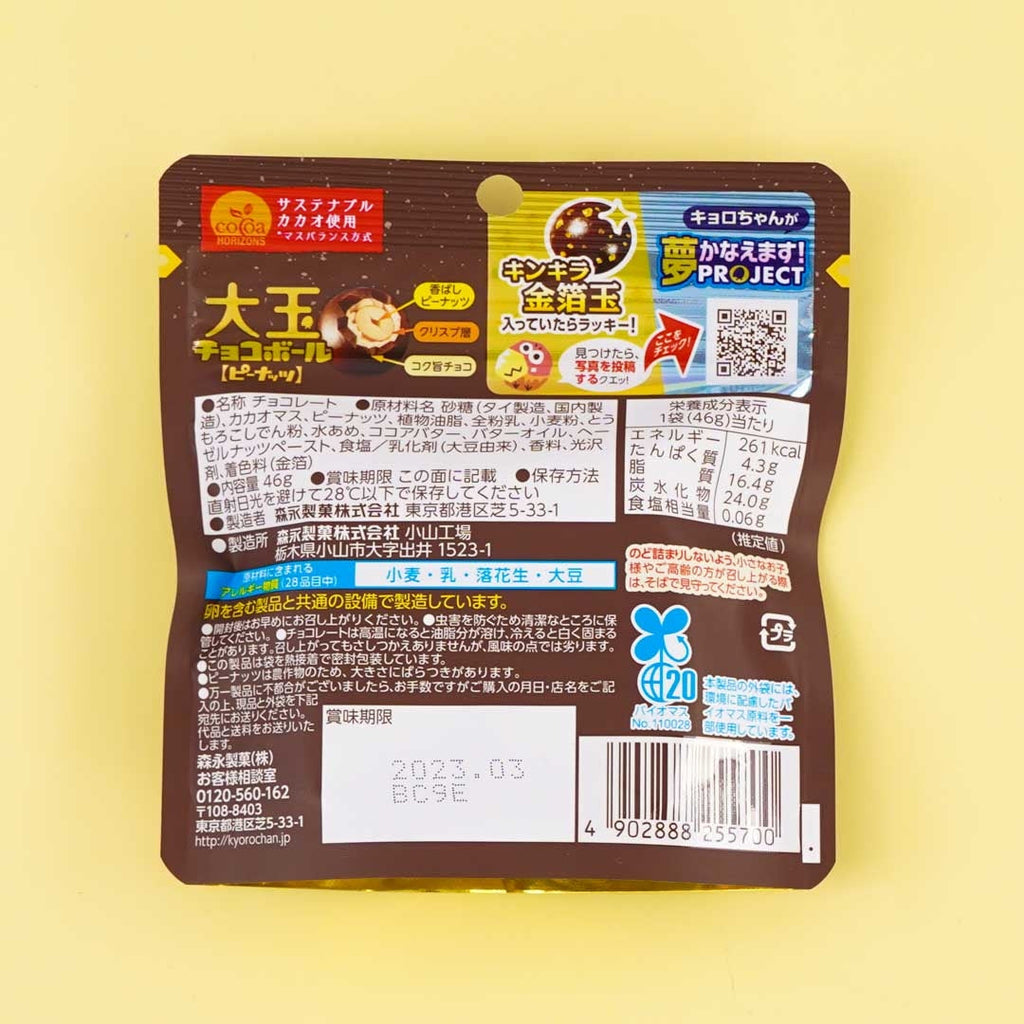 cocoa
HORIZONS
サステナブル
カカオ使用
*マスバランス方式
大玉
チョコボール
【ピーナッツ】
香ばし
ピーナッツ
クリスプ層
コク旨チョコ
キンキラ
金箔玉
入っていたらラッキー!
見つけたら、
写真を投稿
するクエッ!
キョロちゃんが
夢かなえます!
PROJECT
ここを
チェック!
●名称 チョコレート ●原材料名 砂糖(タイ製造、国内製
造)、カカオマス、ピーナッツ、植物油脂、全粉乳、小麦粉、とう
もろこしでん粉、水あめ、ココアバター、バターオイル、ヘー
ゼルナッツペースト、食塩/乳化剤(大豆由来)、香料、光沢
剤、着色料(金箔)
●内容量 46g ●賞味期限 この面に記載 ●保存方法
直射日光を避けて28℃以下で保存してください
●製造者 森永製菓株式会社 東京都港区芝5-33-1
●製造所 森永製菓株式会社 小山工場
栃木県小山市大字出井 1523-1
栄養成分表示
1袋(46g)当たり
エネルギー 261kcal
たんぱく質 4.3g
脂質 16.4g
炭水化物 24.0g
食塩相当量 0.06g
(推定値)
原材料に含まれる
アレルギー物質(28品目中)
小麦・乳・落花生・大豆
卵を含む製品と共通の設備で製造しています。
のど詰まりしないよう、小さなお子
様やご高齢の方が召し上がる際
は、そばで見守ってください。
●開封後はお早めにお召し上がりください。●虫害を防ぐため清潔なところに保
管してください。●チョコレートは高温になると油脂分が溶け、冷えると白く固まる
ことがあります。召し上がってもさしつかえありませんが、風味の点では劣ります。
●この製品は袋を熱接着で密封包装しています。
●ピーナッツは農作物のため、大きさにばらつきがあります。
●万一製品に不都合がございましたら、お手数ですがご購入の月日・店名をご記
入の上、現品と外袋を下記
宛先にお送りください。
代品と送料をお送りいた
します。
森永製菓(株)
お客様相談室
0120-560-162
〒108-8403
東京都港区芝5-33-1
http://kyorochan.jp
賞味期限
2023.03
BC9E
プラ
20
バイオマス
No.110028
本製品の外袋には、
環境に配慮したバ
イオマス原料を一
部使用しています。
4 902888 255700